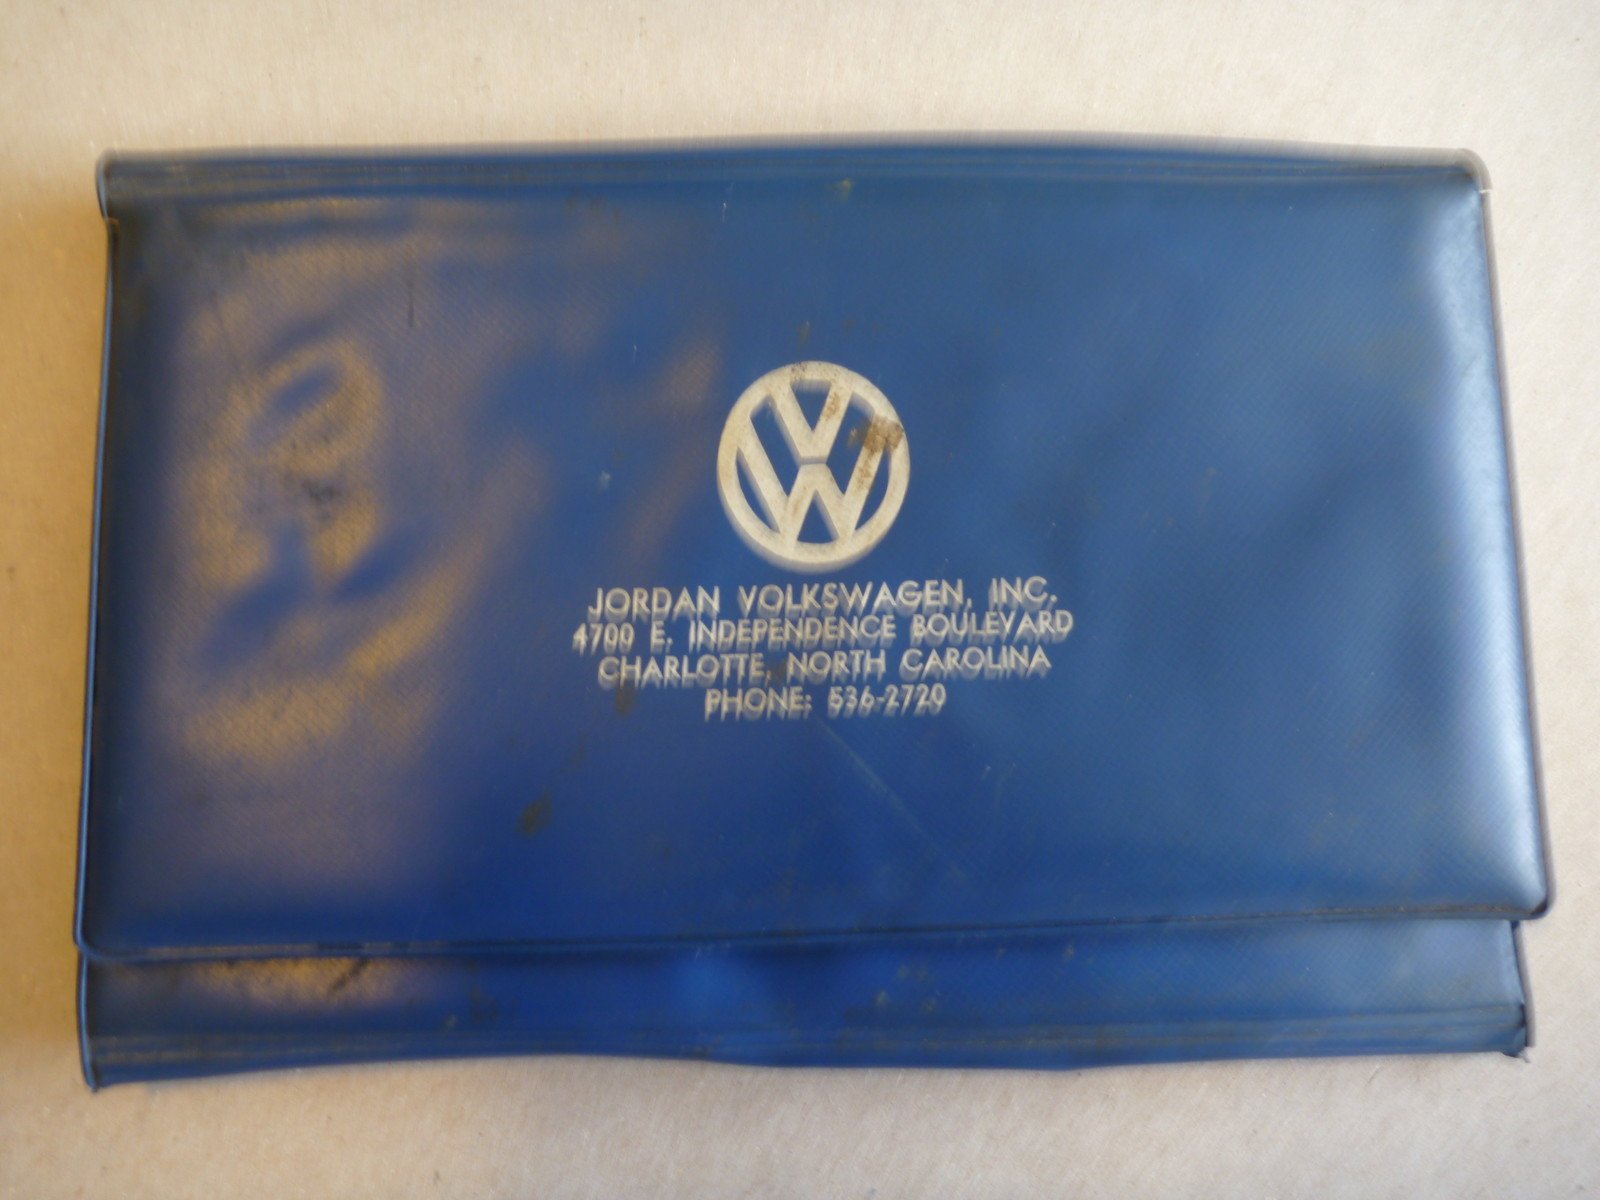 JORDAN VOLKSWAGEN, INC.
4700 E. INDEPENDENCE BOULEVARD
CHARLOTTE, NORTH CAROLINA
PHONE: 536-2720